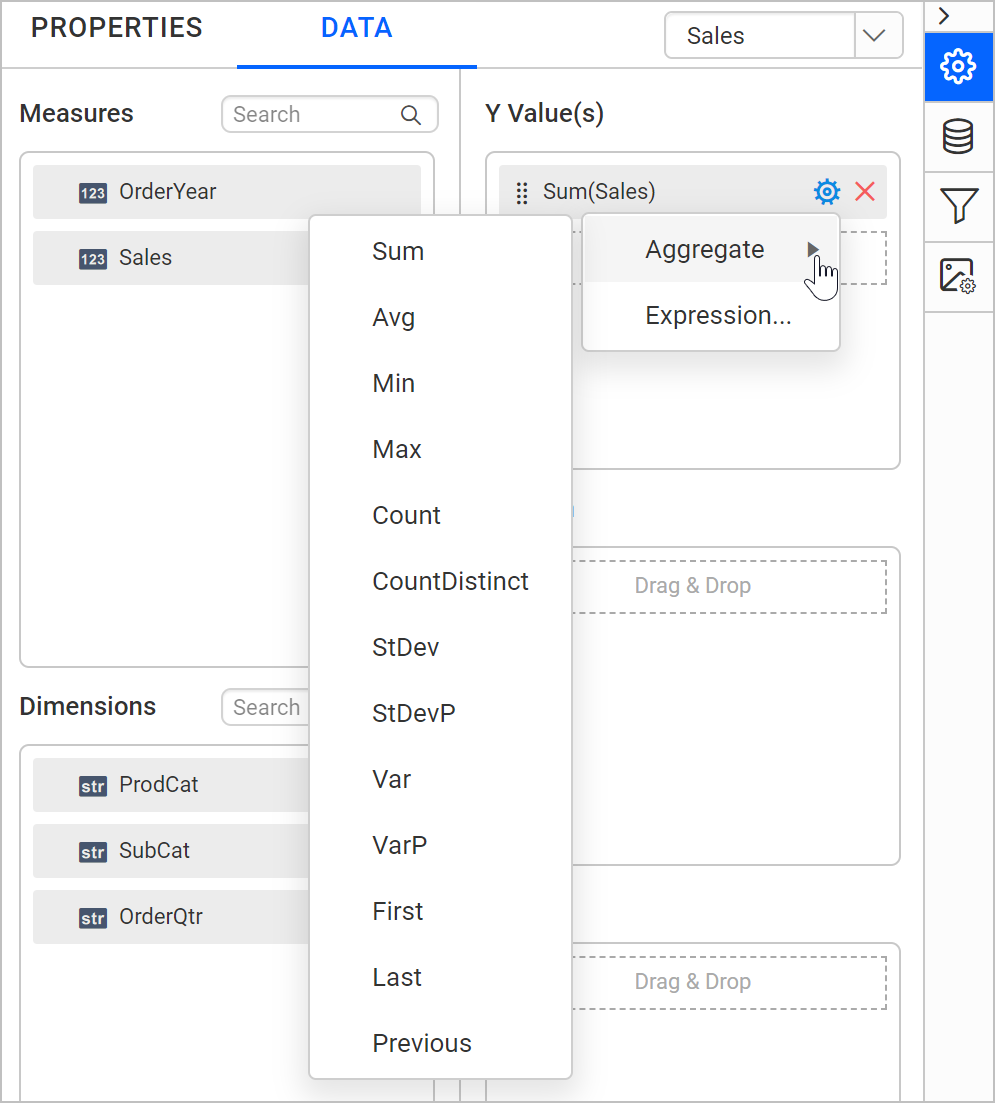 PROPERTIES
DATA
Sales
Measures
Search
123 OrderYear
123 Sales
Y Value(s)
Sum(Sales)
Aggregate
Expression...
Sum
Avg
Min
Max
Count
CountDistinct
StDev
StDevP
Var
VarP
First
Last
Previous
Drag & Drop
Dimensions
Search
str ProdCat
str SubCat
str OrderQtr
Drag & Drop